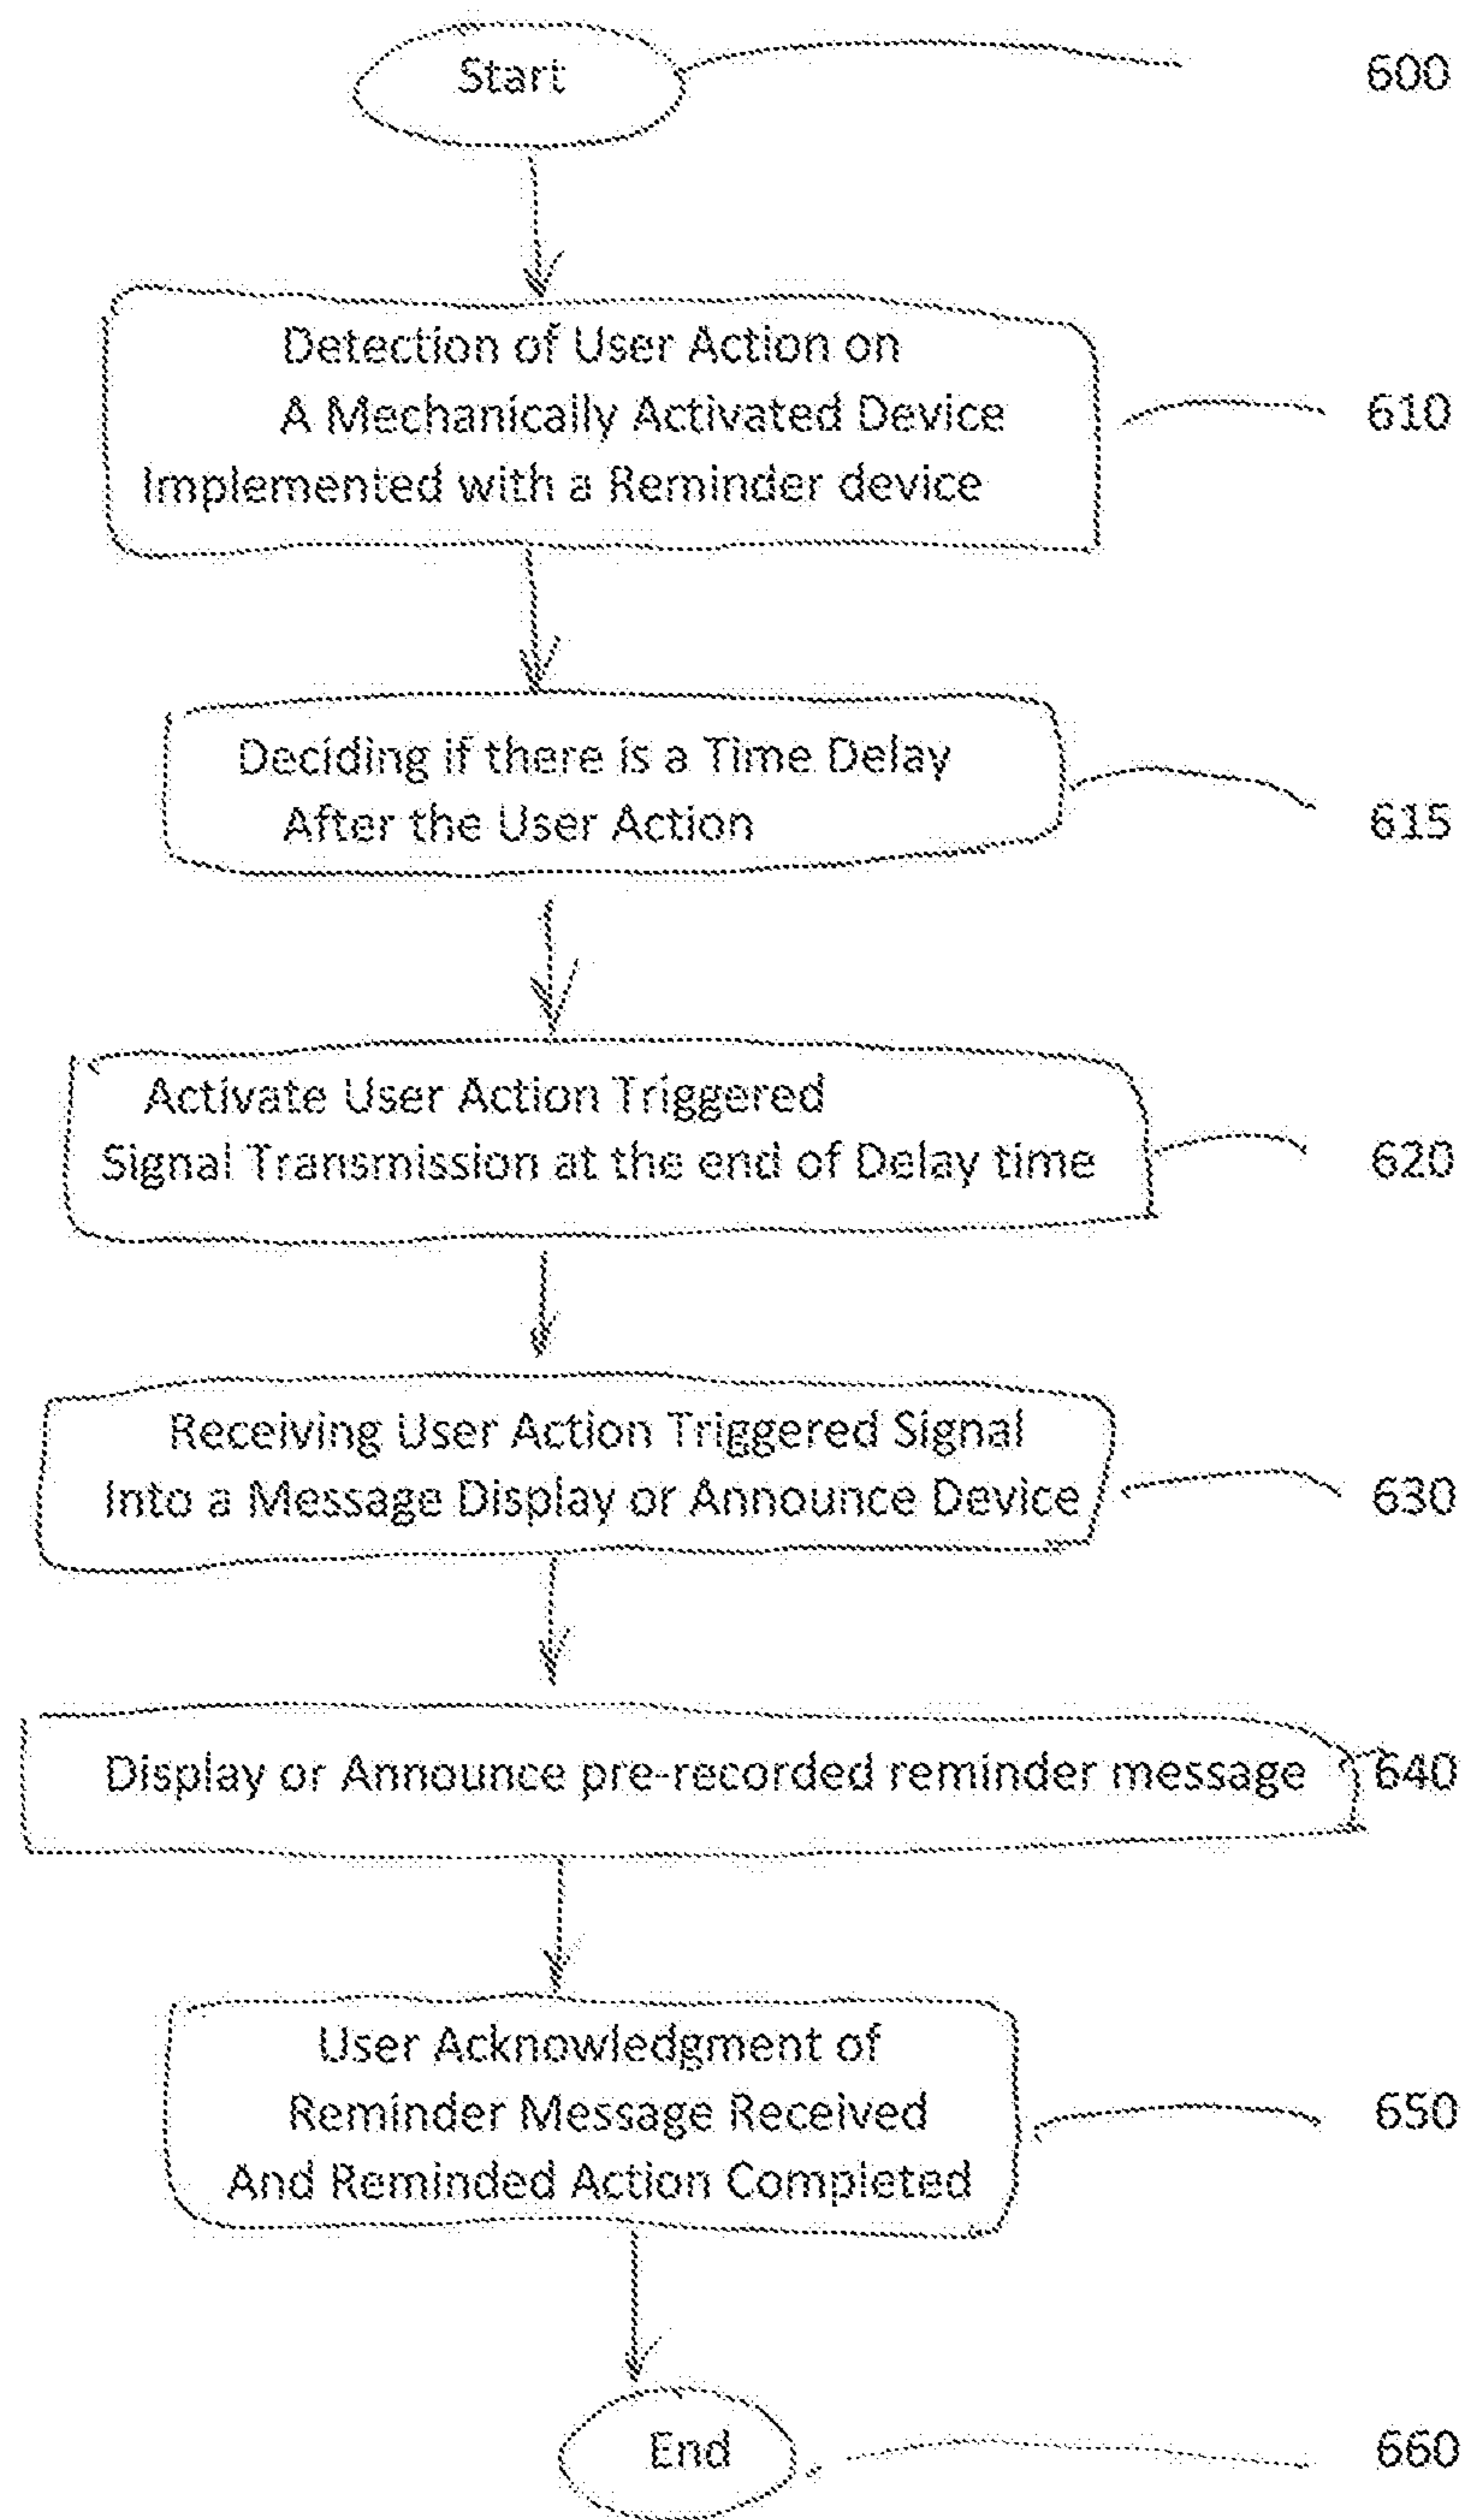 Start 600
Detection of User Action on
A Mechanically Activated Device 610
Implemented with a Reminder device
Deciding if there is a Time Delay
After the User Action 615
Activate User Action Triggered
Signal Transmission at the end of Delay time 620
Receiving User Action Triggered Signal
Into a Message Display or Announce Device 630
Display or Announce pre-recorded reminder message 640
User Acknowledgment of
Reminder Message Received 650
And Reminded Action Completed
End 660